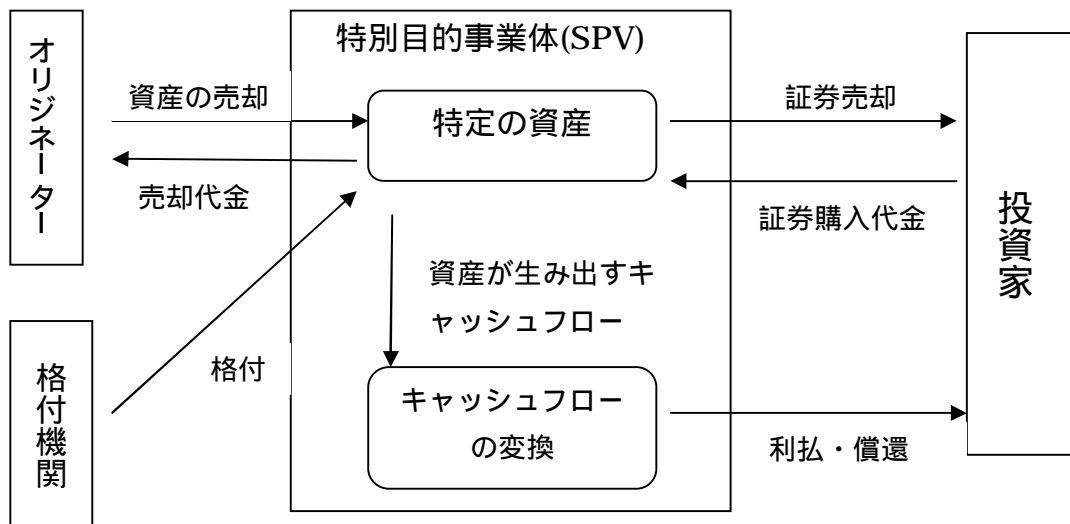 オリジネーター
特別目的事業体(SPV)
資産の売却
特定の資産
証券売却
売却代金
証券購入代金
投資家
資産が生み出すキ
ャッシュフロー
格付機関
格付
キャッシュフロー
の変換
利払・償還